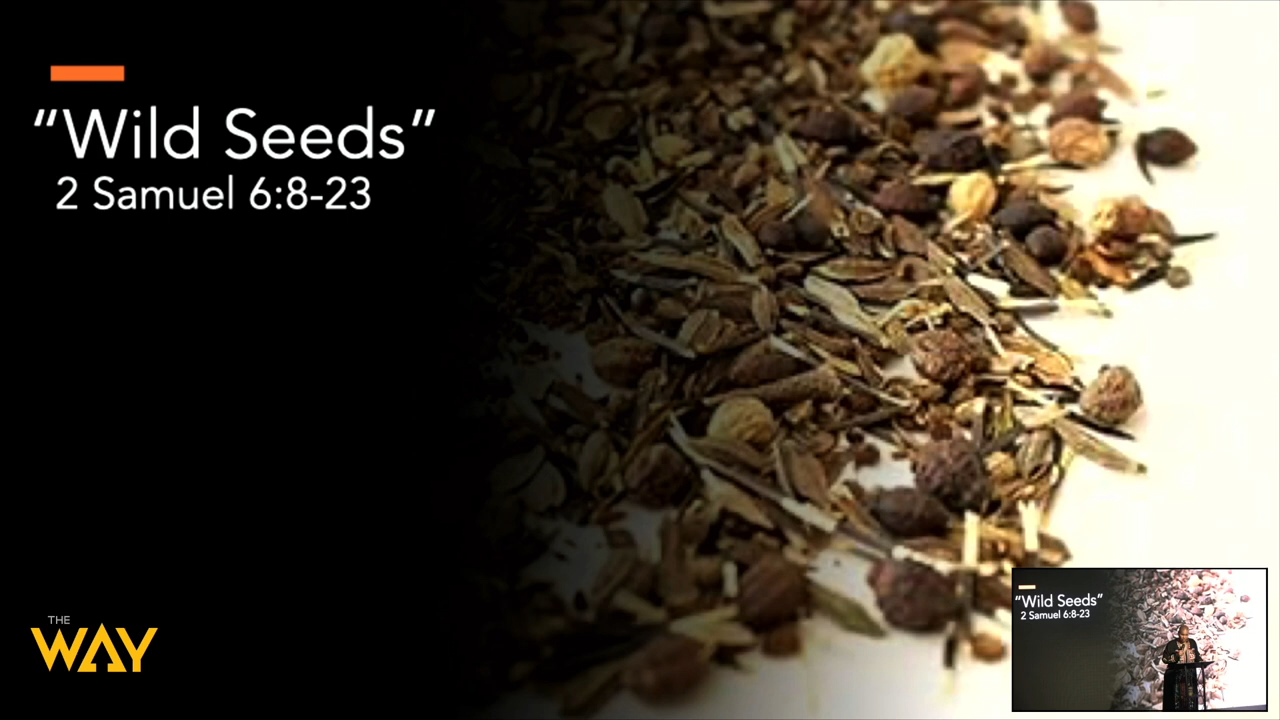 “Wild Seeds”
2 Samuel 6:8-23
THE
WAY
“Wild Seeds”
2 Samuel 6:8-23